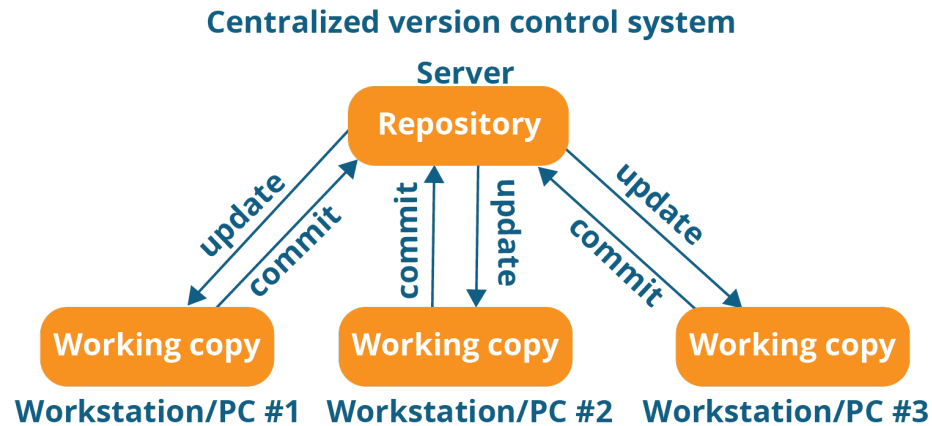 Centralized version control system
Server
Repository
update
commit
commit
update
update
commit
Working copy
Working copy
Working copy
Workstation/PC #1
Workstation/PC #2
Workstation/PC #3